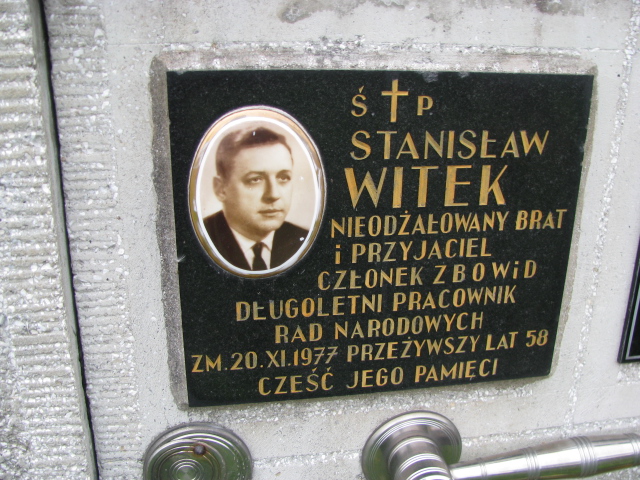 Ś. † P.
STANISŁAW
WITEK
NIEODŻAŁOWANY BRAT
i PRZYJACIEL
CZŁONEK ZBOWiD
DŁUGOLETNI PRACOWNIK
RAD NARODOWYCH
ZM. 20.XI.1977 PRZEŻYWSZY LAT 58
CZEŚĆ JEGO PAMIĘCI